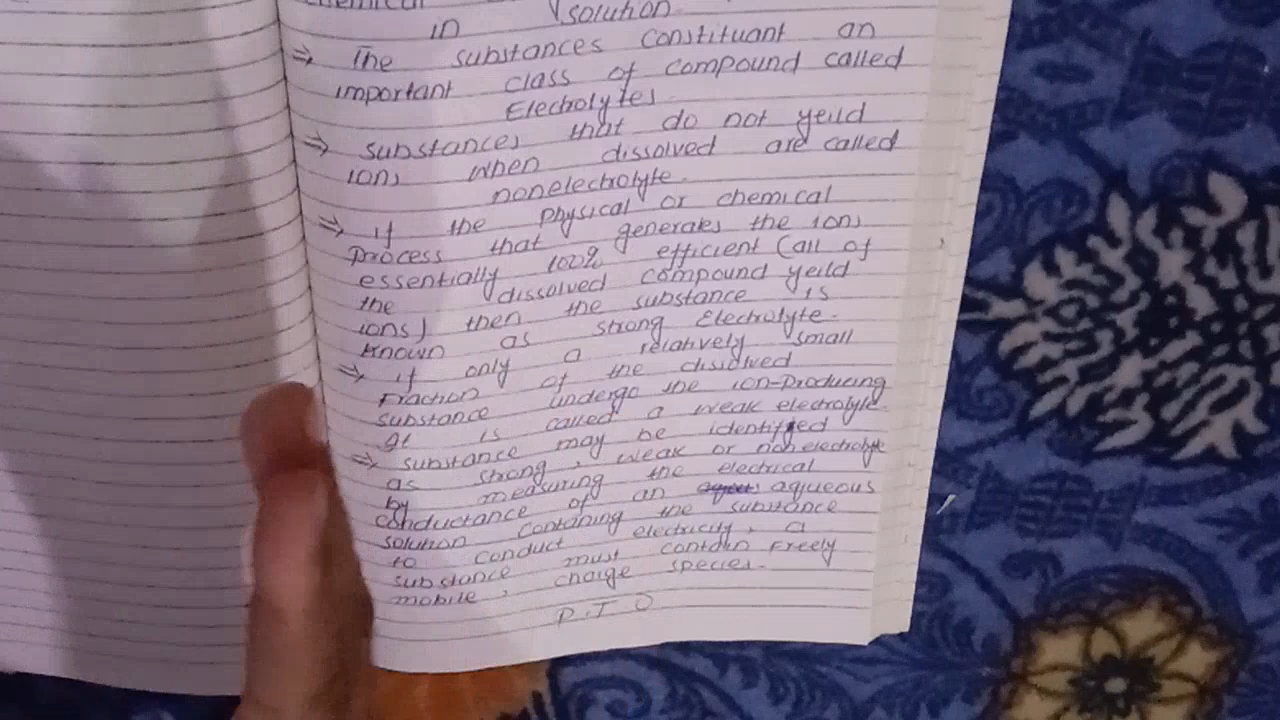 in solution
⇒ The substances constituant an
important class of compound called
Electrolytes
⇒ substances that do not yeild
ions when dissolved are called
nonelectrolyte.
⇒ if the physical or chemical
process that generates the ions
essentially 100% efficient (all of
the dissolved compound yeild
ions) then the substance is
known as strong Electrolyte.
⇒ if only a relatively small
Fraction of the dissolved
substance undergo the ion-producing
it is called a weak electrolyte.
⇒ substance may be identified
as strong, weak or nonelectrolyte
by measuring the electrical
conductance of an aqueous
solution containing the substance
to conduct electricity, a
substance must contain Freely
mobile, charge species.
P.T.O